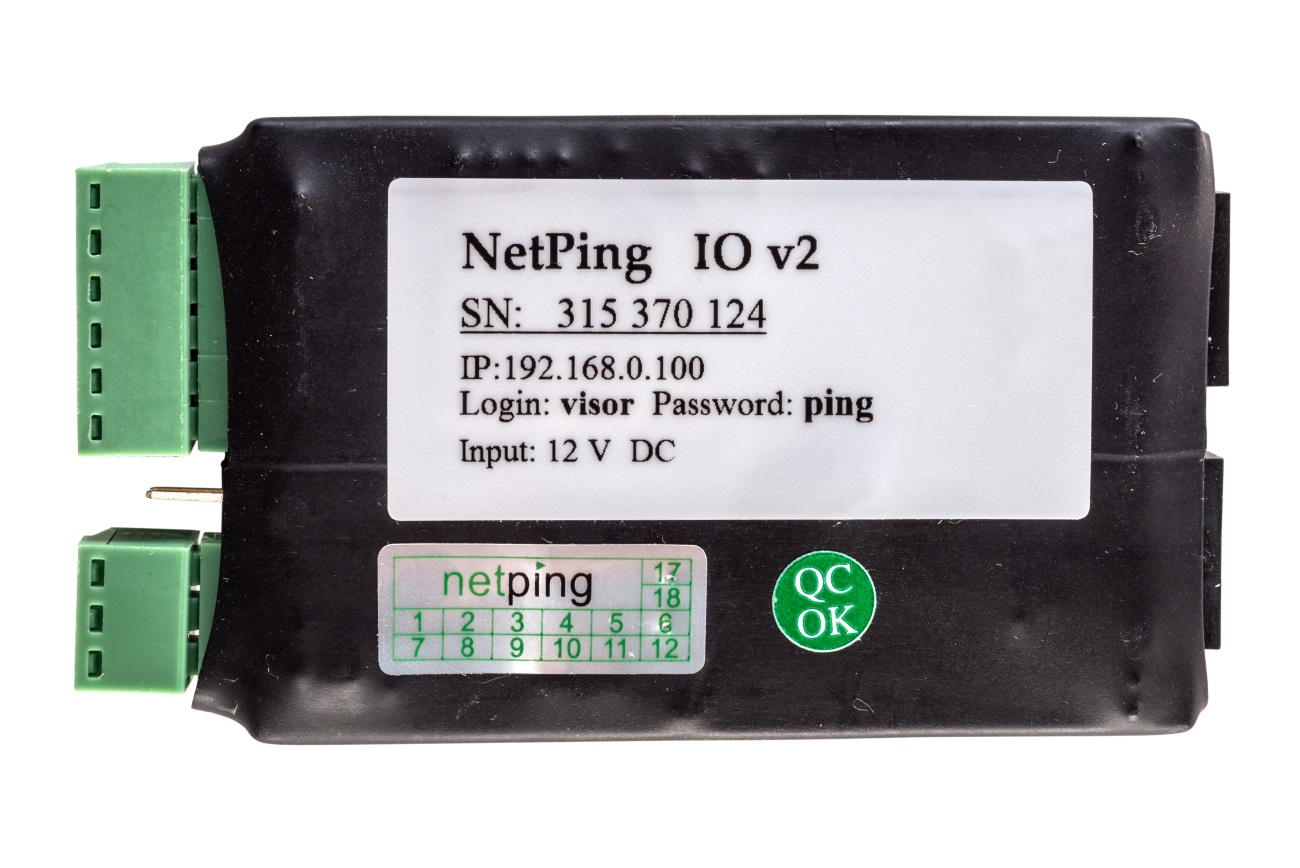 NetPing IO v2
SN: 315 370 124
IP:192.168.0.100
Login: visor Password: ping
Input: 12 V DC
netping 17
18
1 2 3 4 5 6
7 8 9 10 11 12
QC
OK